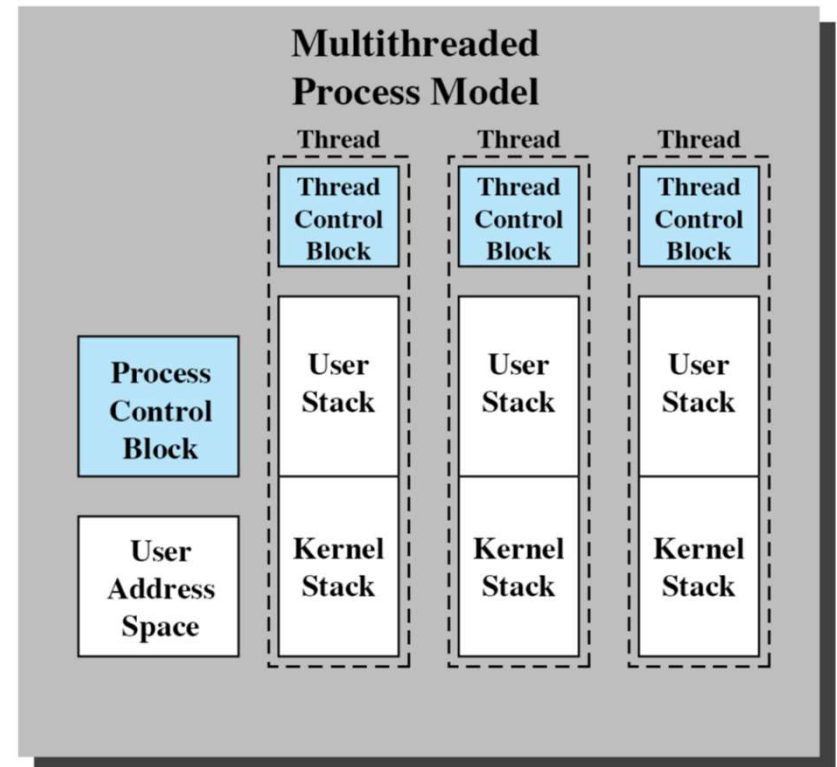 Multithreaded
Process Model
Thread
Thread
Thread
Thread
Control
Block
Thread
Control
Block
Thread
Control
Block
User
Stack
User
Stack
User
Stack
Process
Control
Block
Kernel
Stack
Kernel
Stack
Kernel
Stack
User
Address
Space